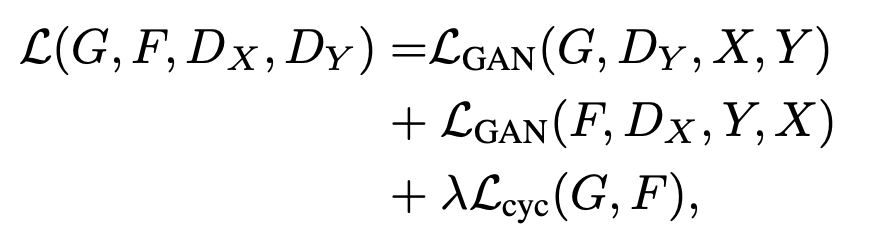 ℒ(G, F, D_X, D_Y) =ℒ_GAN(G, D_Y, X, Y)
+ ℒ_GAN(F, D_X, Y, X)
+ λℒ_cyc(G, F),